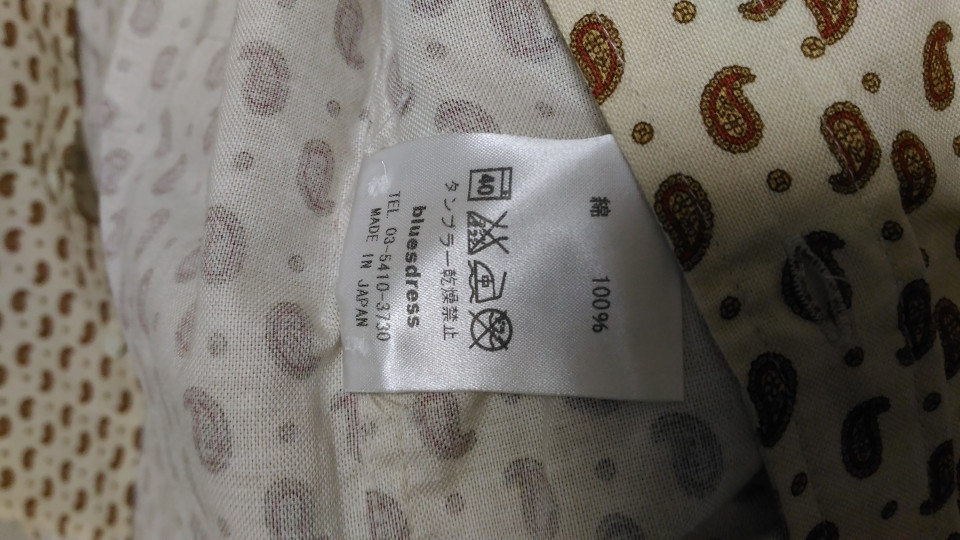 綿 100%
40
タンブラー乾燥禁止
bluesdress
TEL 03-5410-3730
MADE IN JAPAN